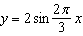 y = 2 sin 2π/3 x